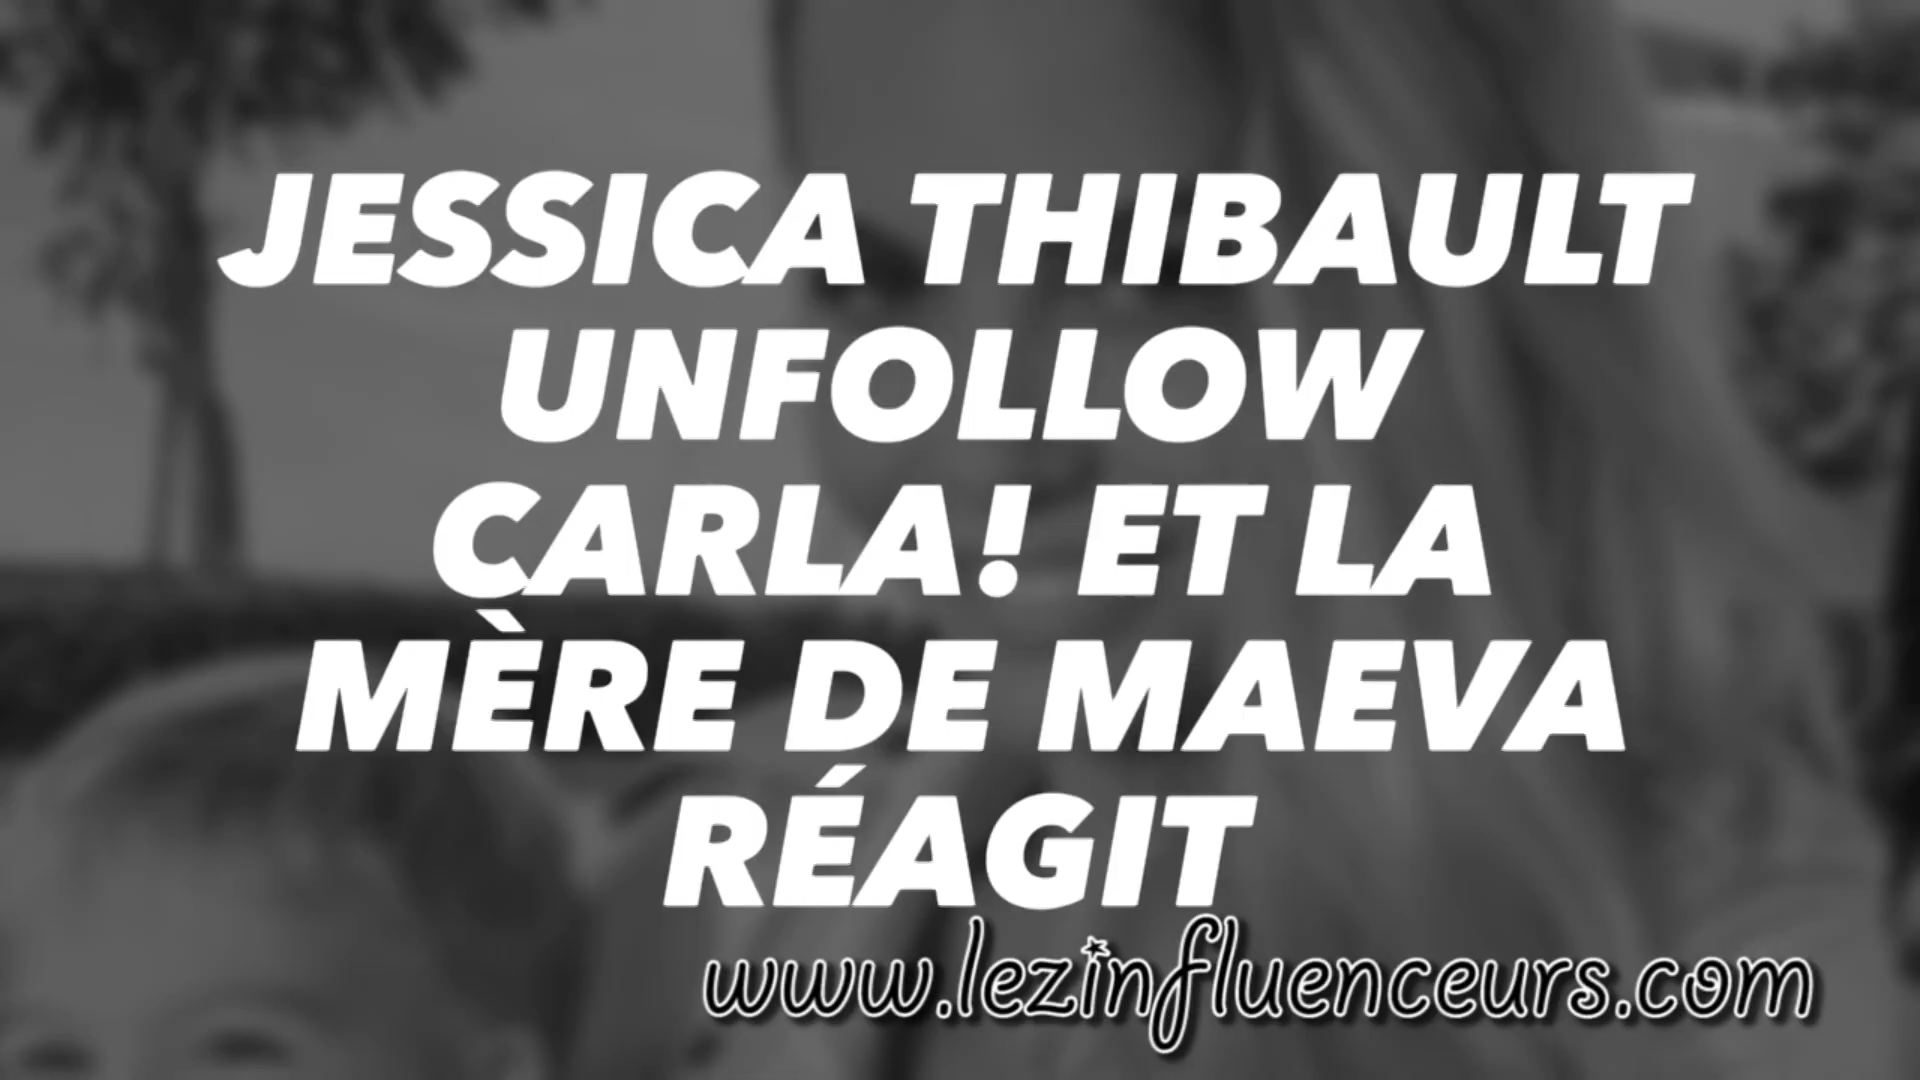 JESSICA THIBAULT
UNFOLLOW
CARLA! ET LA
MÈRE DE MAEVA
RÉAGIT
www.lezinfluenceurs.com